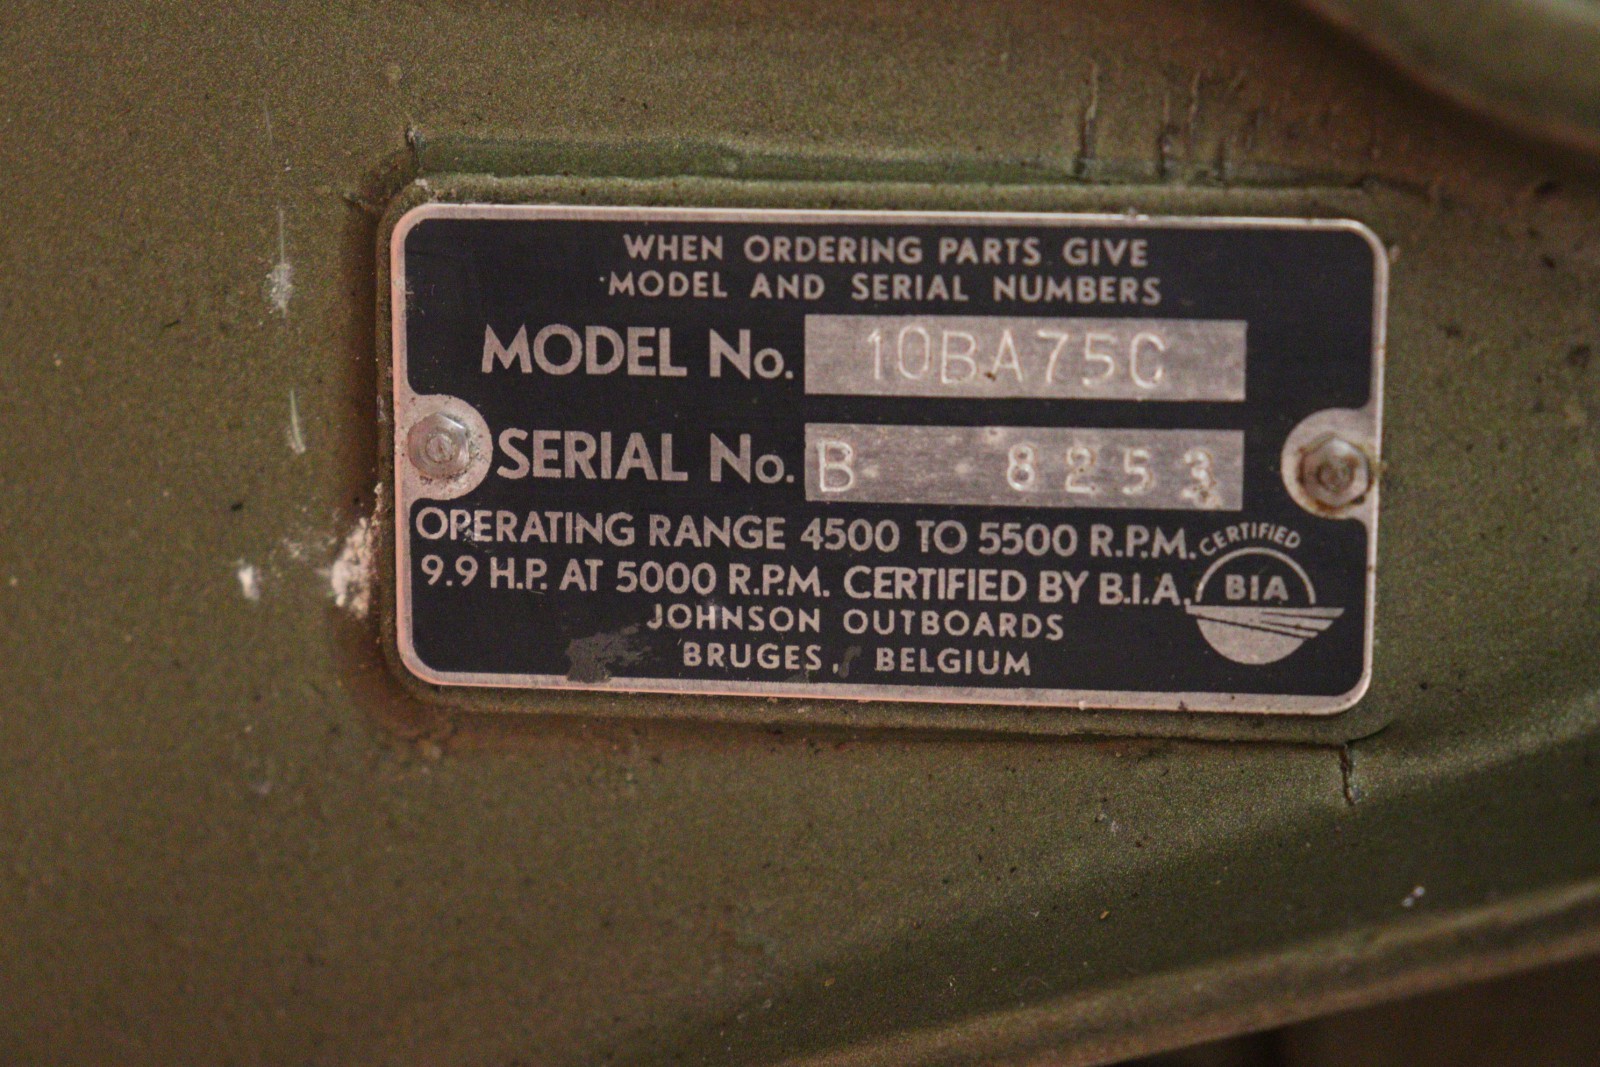 WHEN ORDERING PARTS GIVE
MODEL AND SERIAL NUMBERS
MODEL No. 10BA75C
SERIAL No. B 8253
OPERATING RANGE 4500 TO 5500 R.P.M.
9.9 H.P. AT 5000 R.P.M. CERTIFIED BY B.I.A.
CERTIFIED
BIA
JOHNSON OUTBOARDS
BRUGES, BELGIUM